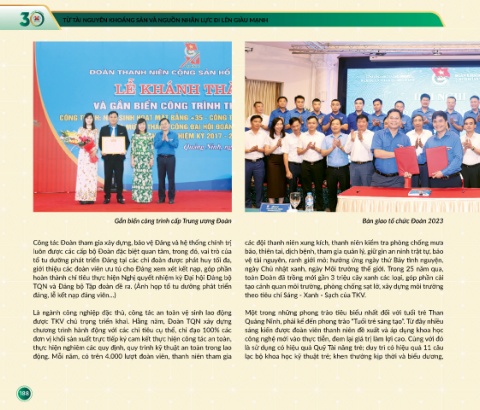 30
TỪ TÀI NGUYÊN KHOÁNG SẢN VÀ NGUỒN NHÂN LỰC ĐI LÊN GIÀU MẠNH
ĐOÀN THANH NIÊN CỘNG SẢN HỒ
LỄ KHÁNH THÀ
VÀ GẮN BIỂN CÔNG TRÌNH T
Quảng Ninh,
Gắn biển công trình cấp Trung ương Đoàn
Bàn giao tổ chức Đoàn 2023
Công tác Đoàn tham gia xây dựng, bảo vệ Đảng và hệ thống chính trị
luôn được các cấp bộ Đoàn đặc biệt quan tâm, trong đó, vai trò của
tổ tu dưỡng phát triển Đảng tại các chi đoàn được phát huy tối đa,
giới thiệu các đoàn viên ưu tú cho Đảng xem xét kết nạp, góp phần
hoàn thành chỉ tiêu thực hiện Nghị quyết nhiệm kỳ Đại hội Đảng bộ
TQN và Đảng bộ Tập đoàn đề ra. (Ảnh họp tổ tu dưỡng phát triển
đảng, lễ kết nạp đảng viên...)
Là ngành công nghiệp đặc thù, công tác an toàn vệ sinh lao động
được TKV chú trọng triển khai. Hằng năm, Đoàn TQN xây dựng
chương trình hành động với các chỉ tiêu cụ thể, chỉ đạo 100% các
đơn vị khối sản xuất trực tiếp ký cam kết thực hiện công tác an toàn,
thực hiện nghiêm các quy định, quy trình kỹ thuật an toàn trong lao
động. Mỗi năm, có trên 4.000 lượt đoàn viên, thanh niên tham gia
các đội thanh niên xung kích, thanh niên kiểm tra phòng chống mưa
bão, thiên tai, dịch bệnh, tham gia quản lý, giữ gìn an ninh trật tự, bảo
vệ tài nguyên, ranh giới mỏ; hưởng ứng ngày thứ Bảy tình nguyện,
ngày Chủ nhật xanh, ngày Môi trường thế giới. Trong 25 năm qua,
toàn Đoàn đã trồng mới gần 3 triệu cây xanh các loại, góp phần cải
tạo cảnh quan môi trường, phòng chống sạt lở, xây dựng môi trường
theo tiêu chí Sáng - Xanh - Sạch của TKV.
Một trong những phong trào tiêu biểu nhất đối với tuổi trẻ Than
Quảng Ninh, phải kể đến phong trào "Tuổi trẻ sáng tạo". Từ đây nhiều
sáng kiến được đoàn viên thanh niên đề xuất và áp dụng khoa học
công nghệ mới vào thực tiễn, đem lại giá trị làm lợi cao. Cùng với đó
là sử dụng có hiệu quả Quỹ Tài năng trẻ; duy trì có hiệu quả 11 câu
lạc bộ khoa học kỹ thuật trẻ; khen thưởng kịp thời và biểu dương,
188